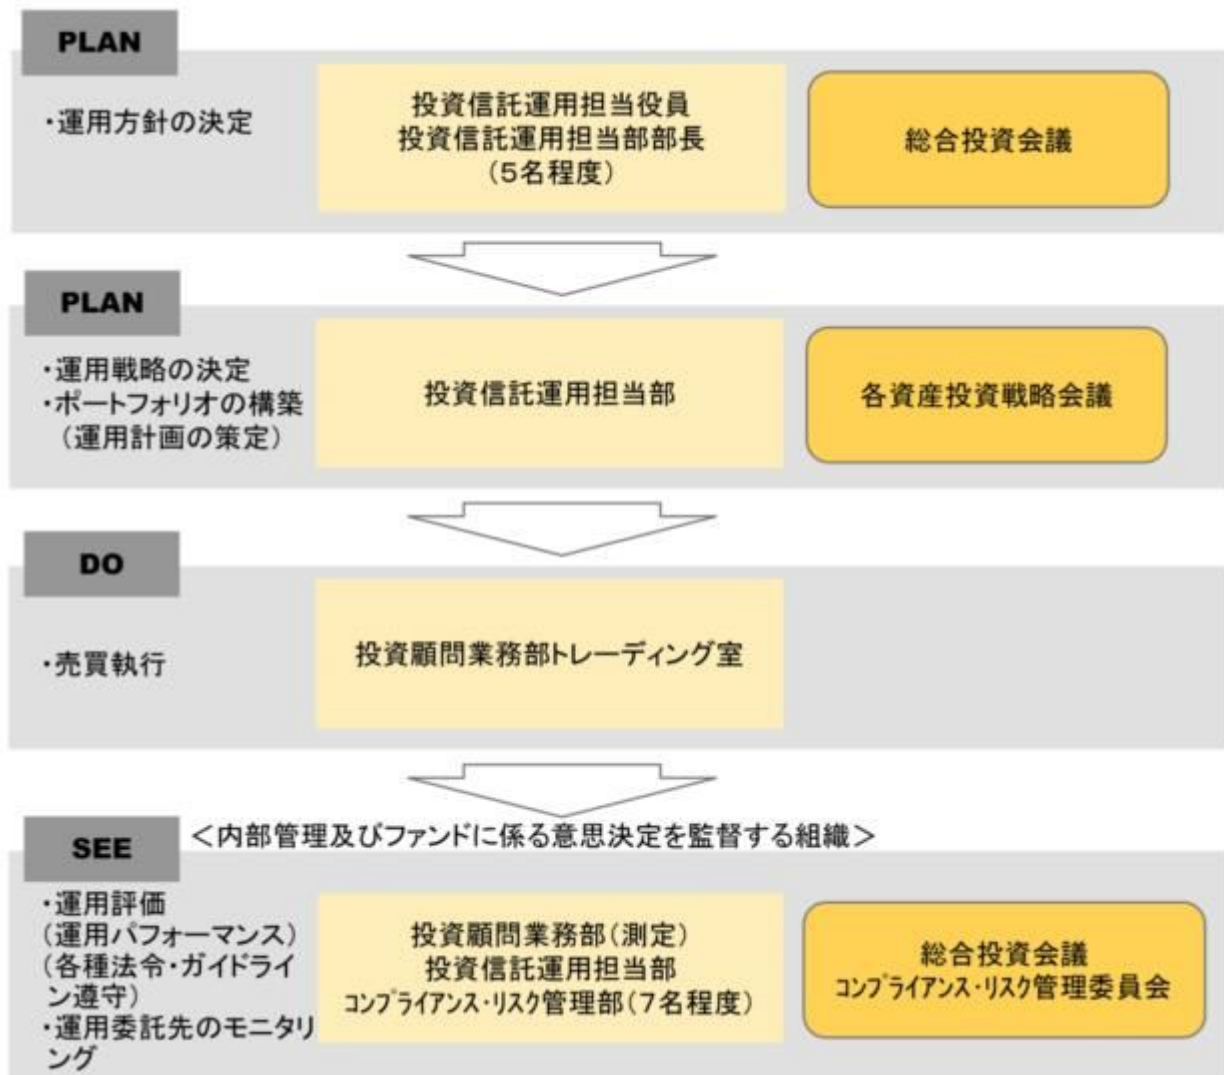 PLAN
・運用方針の決定
投資信託運用担当役員
投資信託運用担当部部長
(5名程度)
総合投資会議
PLAN
・運用戦略の決定
・ポートフォリオの構築
(運用計画の策定)
投資信託運用担当部
各資産投資戦略会議
DO
・売買執行
投資顧問業務部トレーディング室
SEE
＜内部管理及びファンドに係る意思決定を監督する組織＞
・運用評価
(運用パフォーマンス)
(各種法令・ガイドライ
ン遵守)
・運用委託先のモニタリ
ング
投資顧問業務部(測定)
投資信託運用担当部
ｺﾝﾌﾟﾗｲｱﾝｽ・ﾘｽｸ管理部(7名程度)
総合投資会議
ｺﾝﾌﾟﾗｲｱﾝｽ・ﾘｽｸ管理委員会